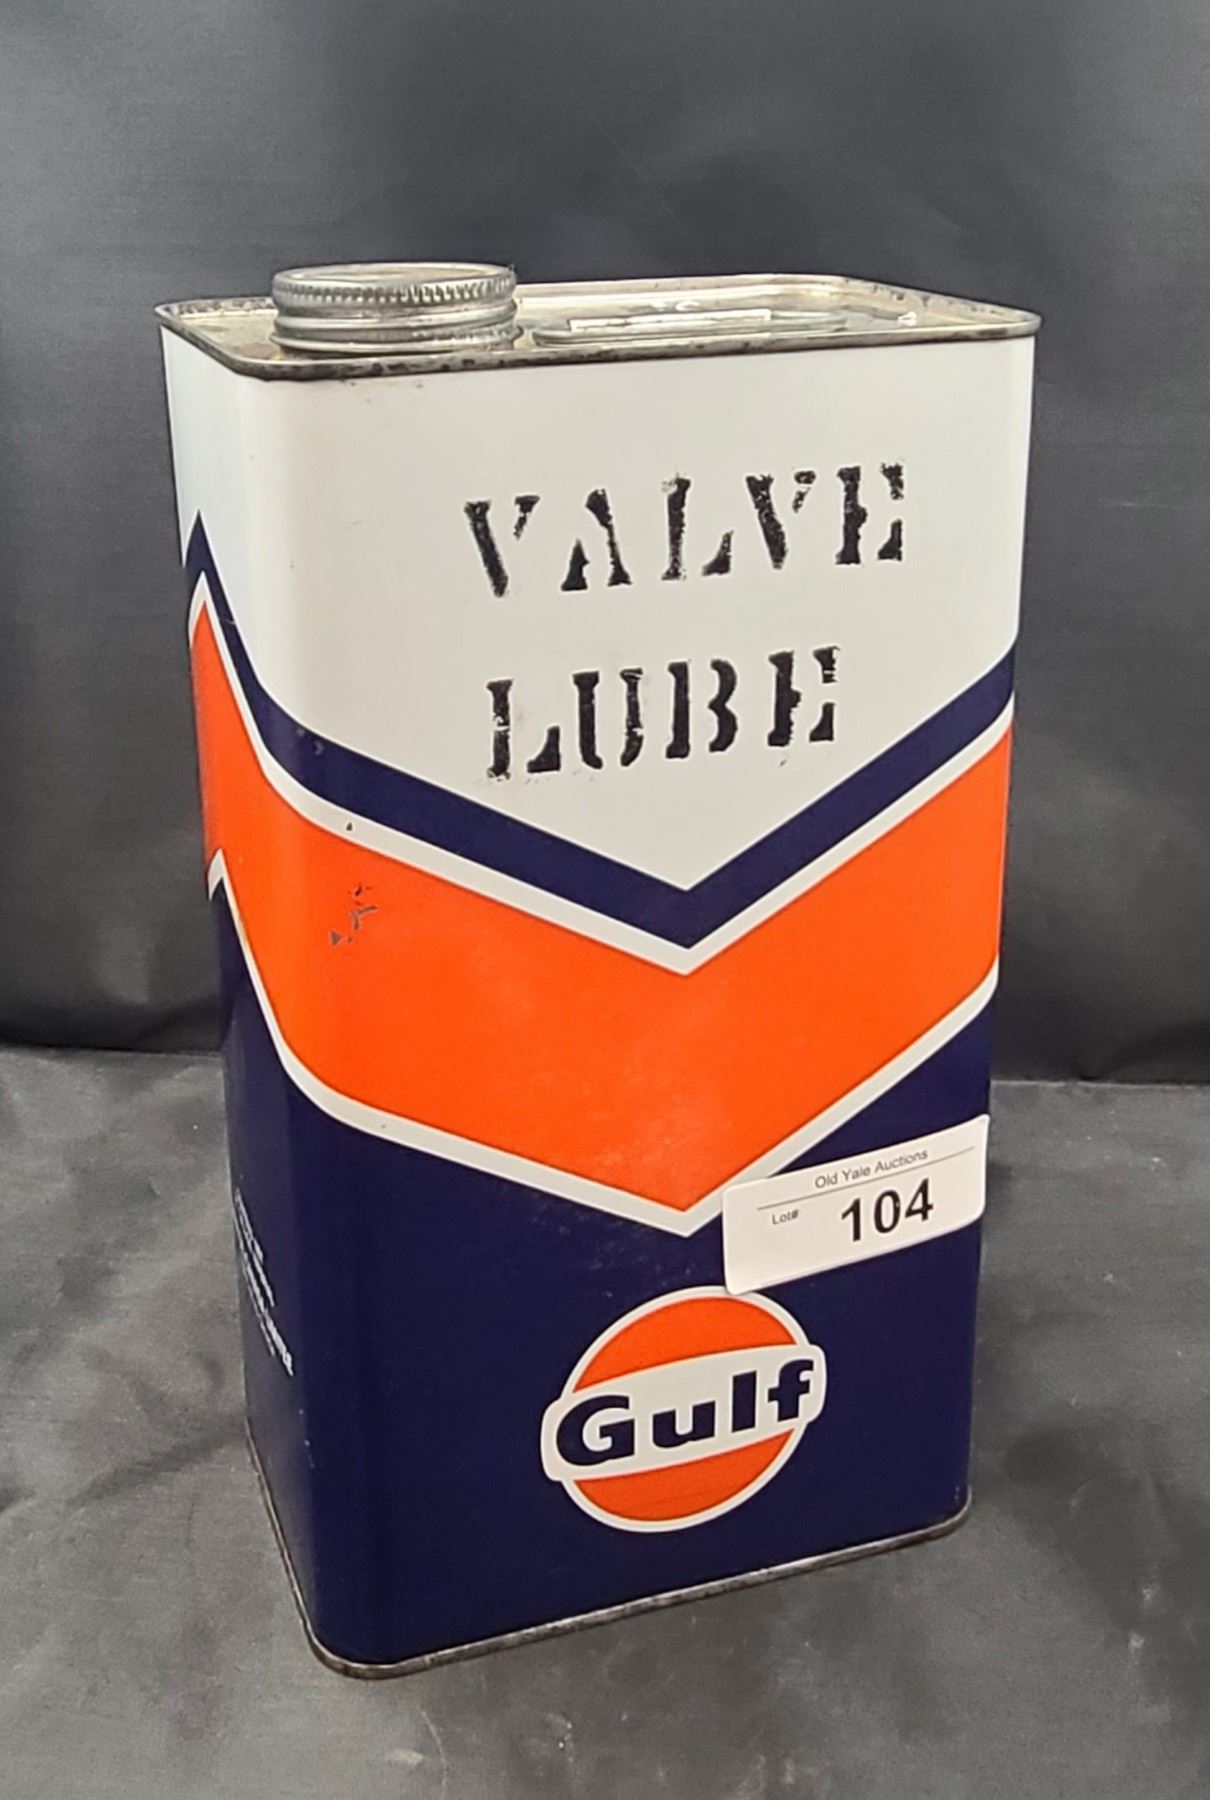 VALVE
LUBE
Old Yale Auctions
Lot# 104
Gulf